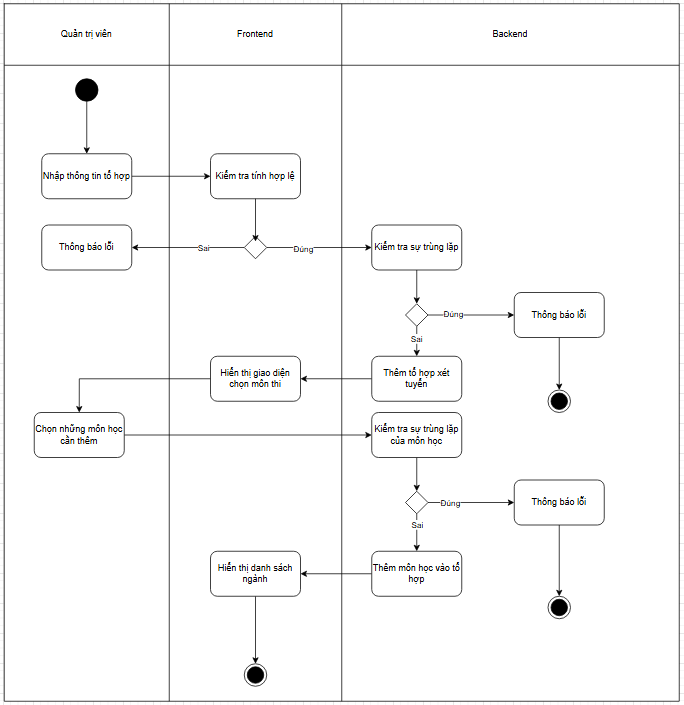 Quản trị viên
Frontend
Backend
Nhập thông tin tổ hợp
Kiểm tra tính hợp lệ
Thông báo lỗi
Sai
Đúng
Kiểm tra sự trùng lặp
Đúng
Thông báo lỗi
Sai
Hiển thị giao diện
chọn môn thi
Thêm tổ hợp xét
tuyển
Chọn những môn học
cần thêm
Kiểm tra sự trùng lặp
của môn học
Đúng
Thông báo lỗi
Sai
Hiển thị danh sách
ngành
Thêm môn học vào tổ
hợp